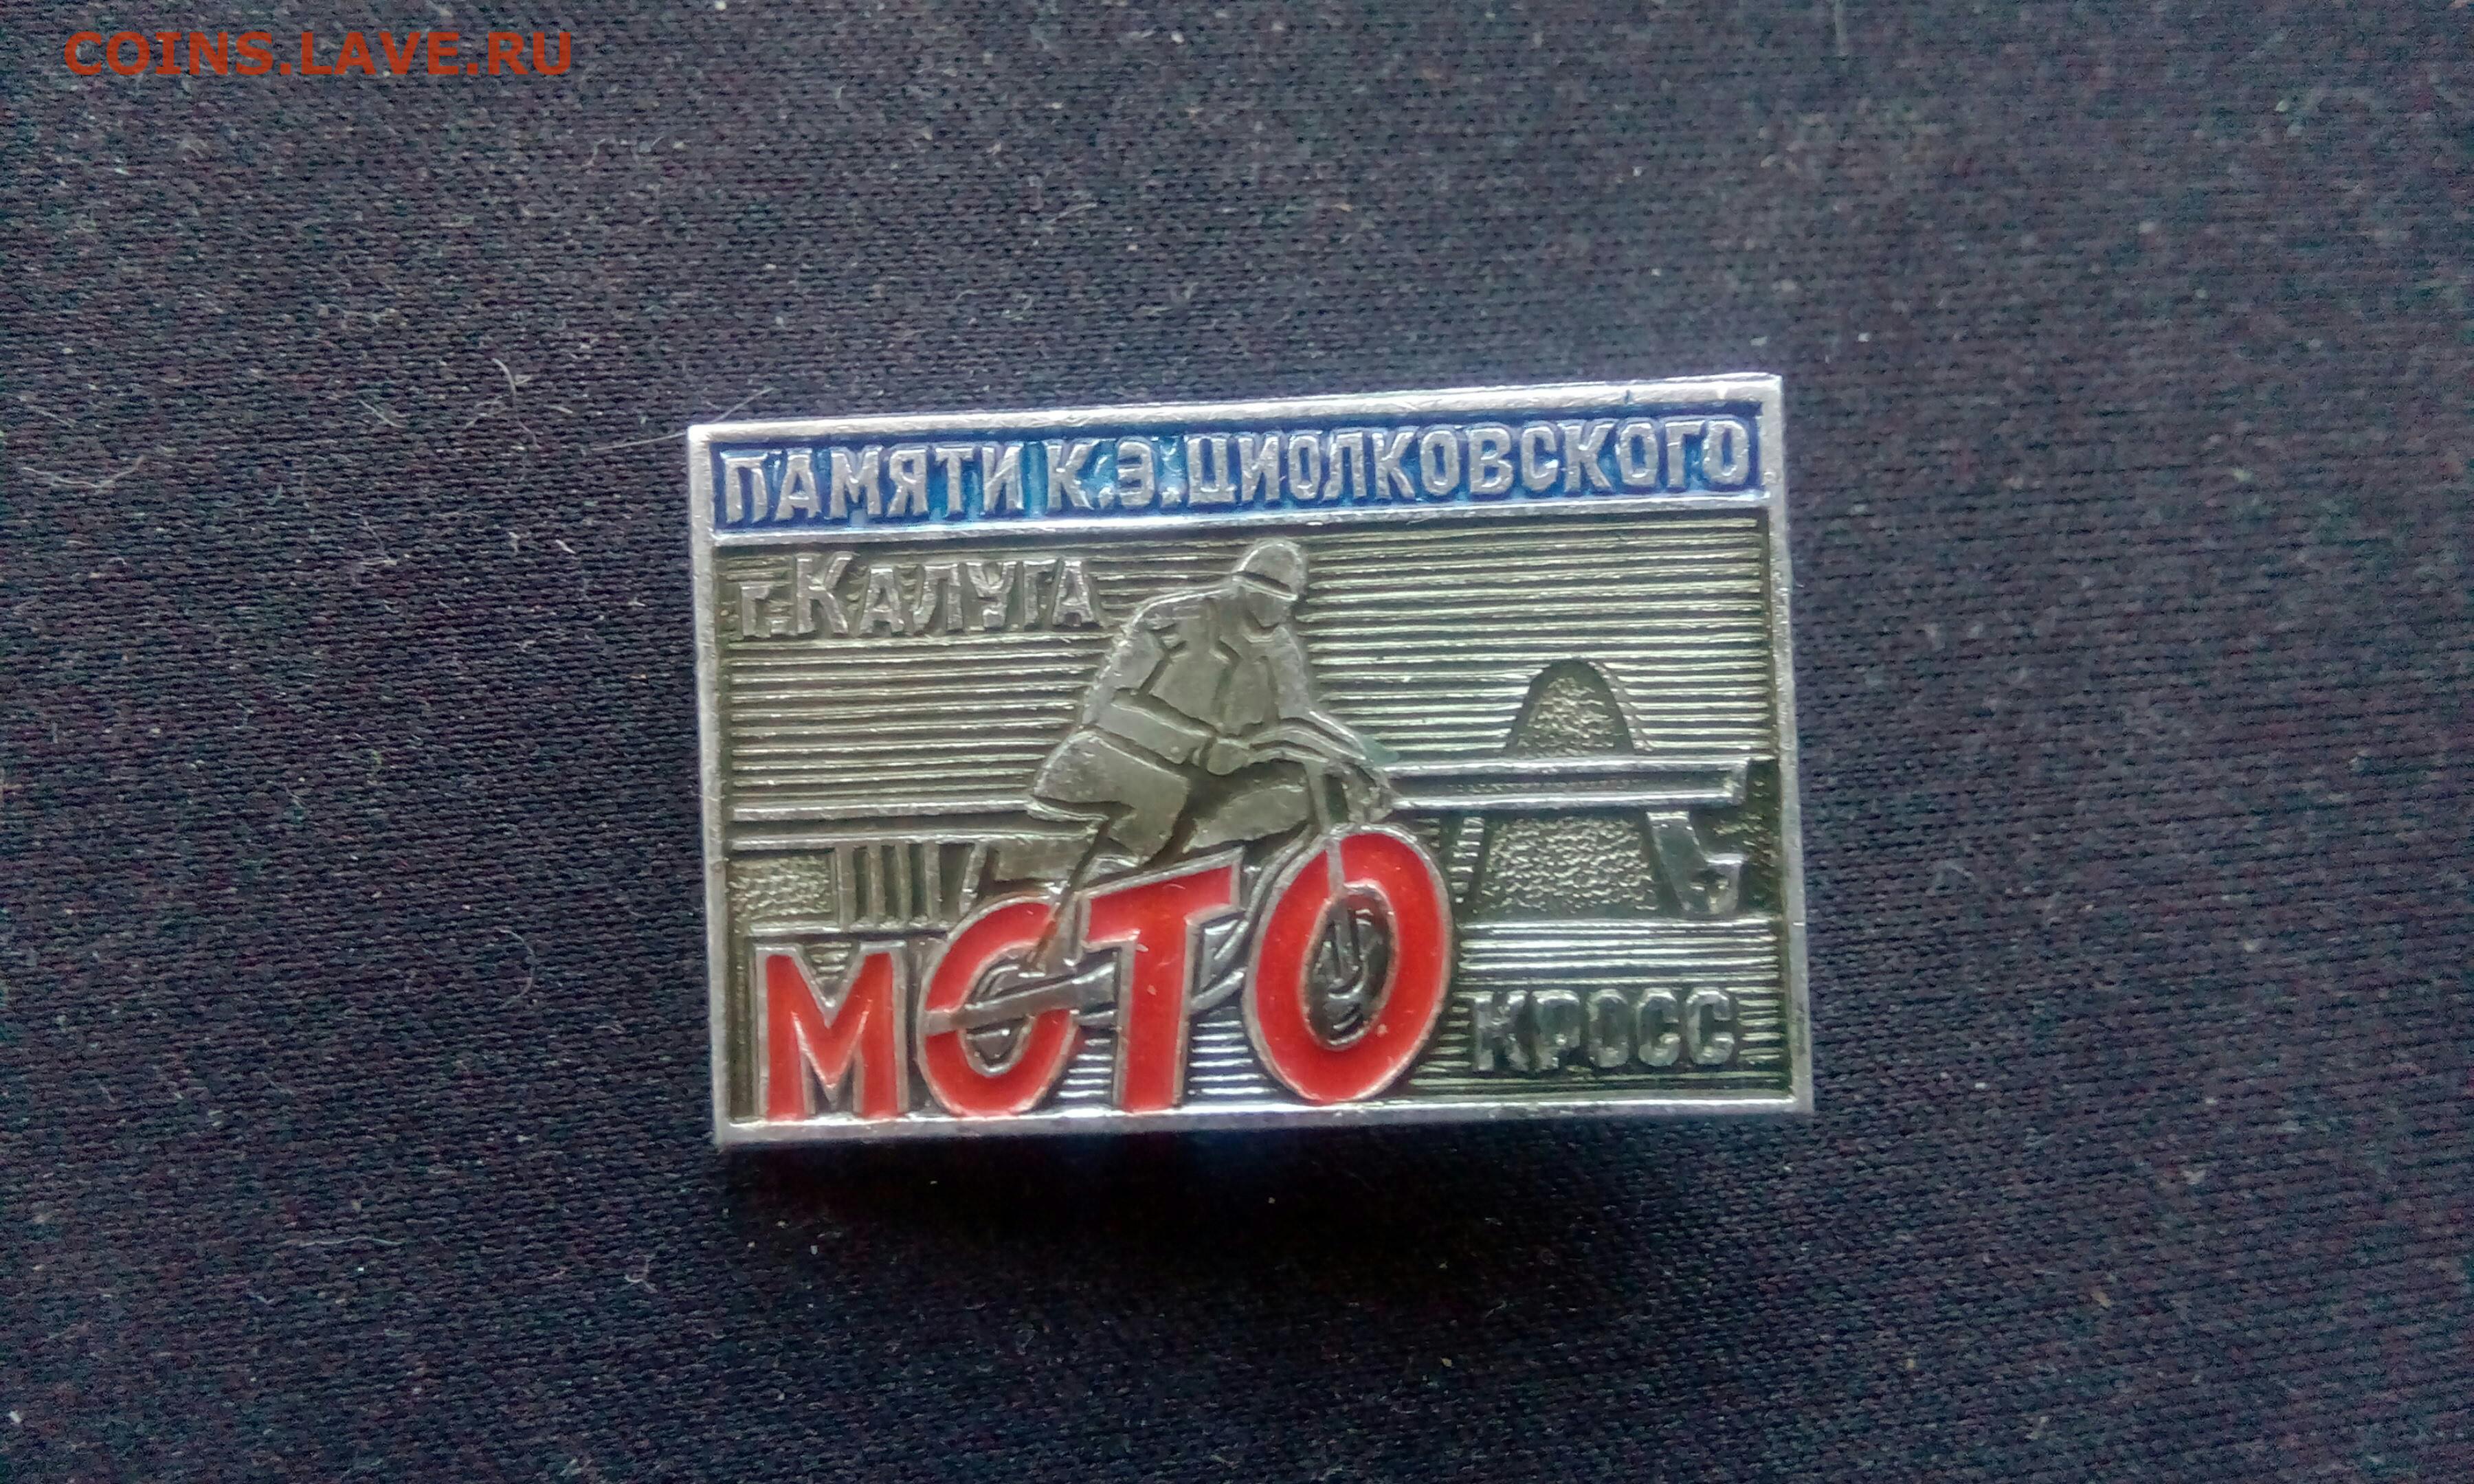 COINS.LAVE.RU
ПАМЯТИ К.Э.ЦИОЛКОВСКОГО
г.КАЛУГА
МОТО
КРОСС